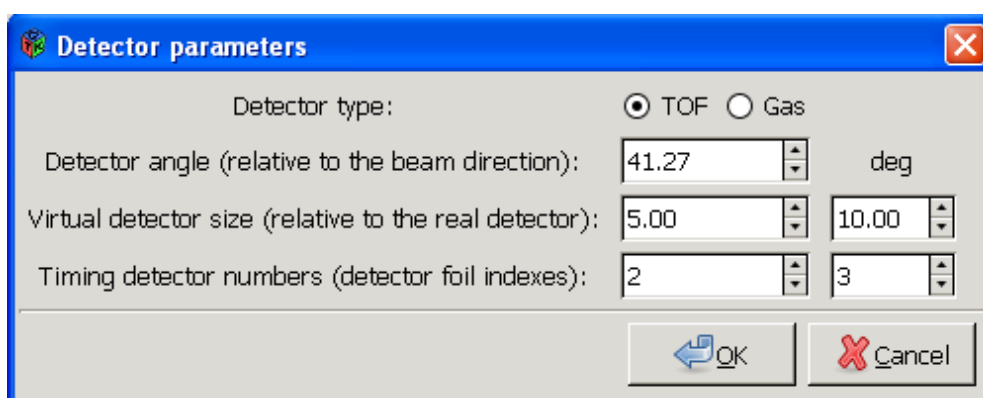 Detector parameters
Detector type: TOF Gas
Detector angle (relative to the beam direction): 41.27 deg
Virtual detector size (relative to the real detector): 5.00 10.00
Timing detector numbers (detector foil indexes): 2 3
OK Cancel